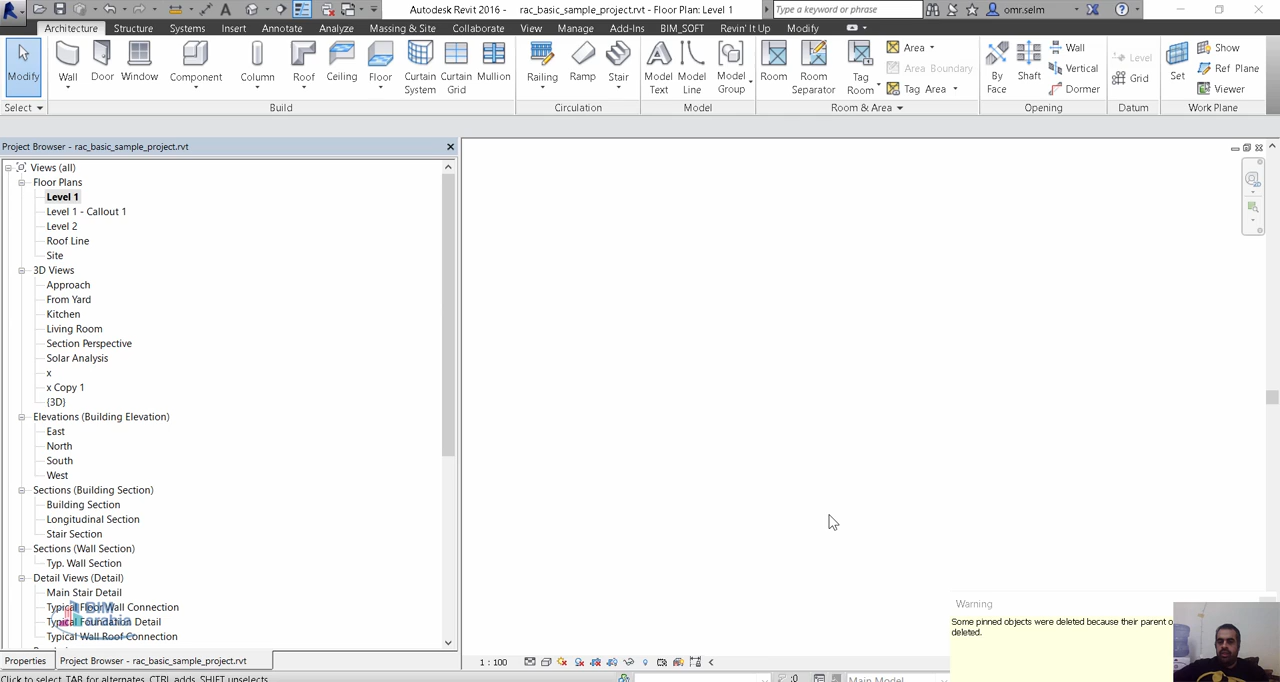 Autodesk Revit 2016 - rac_basic_sample_project.rvt - Floor Plan: Level 1
Type a keyword or phrase
omr.selm
Architecture Structure Systems Insert Annotate Analyze Massing & Site Collaborate View Manage Add-Ins BIM_SOFT Revin' It Up Modify
Modify
Wall
Door
Window
Component
Column
Roof
Ceiling
Floor
Curtain System
Curtain Grid
Mullion
Railing
Ramp
Stair
Model Text
Model Line
Model Group
Room
Room Separator
Tag Room
Area
Area Boundary
Tag Area
By Face
Shaft
Wall
Vertical
Dormer
Level
Grid
Set
Show
Ref Plane
Viewer
Select
Build
Circulation
Model
Room & Area
Opening
Datum
Work Plane
Project Browser - rac_basic_sample_project.rvt
Views (all)
Floor Plans
Level 1
Level 1 - Callout 1
Level 2
Roof Line
Site
3D Views
Approach
From Yard
Kitchen
Living Room
Section Perspective
Solar Analysis
x
x Copy 1
{3D}
Elevations (Building Elevation)
East
North
South
West
Sections (Building Section)
Building Section
Longitudinal Section
Stair Section
Sections (Wall Section)
Typ. Wall Section
Detail Views (Detail)
Main Stair Detail
Typical Floor Wall Connection
Typical Foundation Detail
Typical Wall Roof Connection
BIM
arabia
Properties
Project Browser - rac_basic_sample_project.rvt
1 : 100
Warning
Some pinned objects were deleted because their parent
deleted.
Click to select, TAB for alternates, CTRL adds, SHIFT unselects.
:0
Main Model